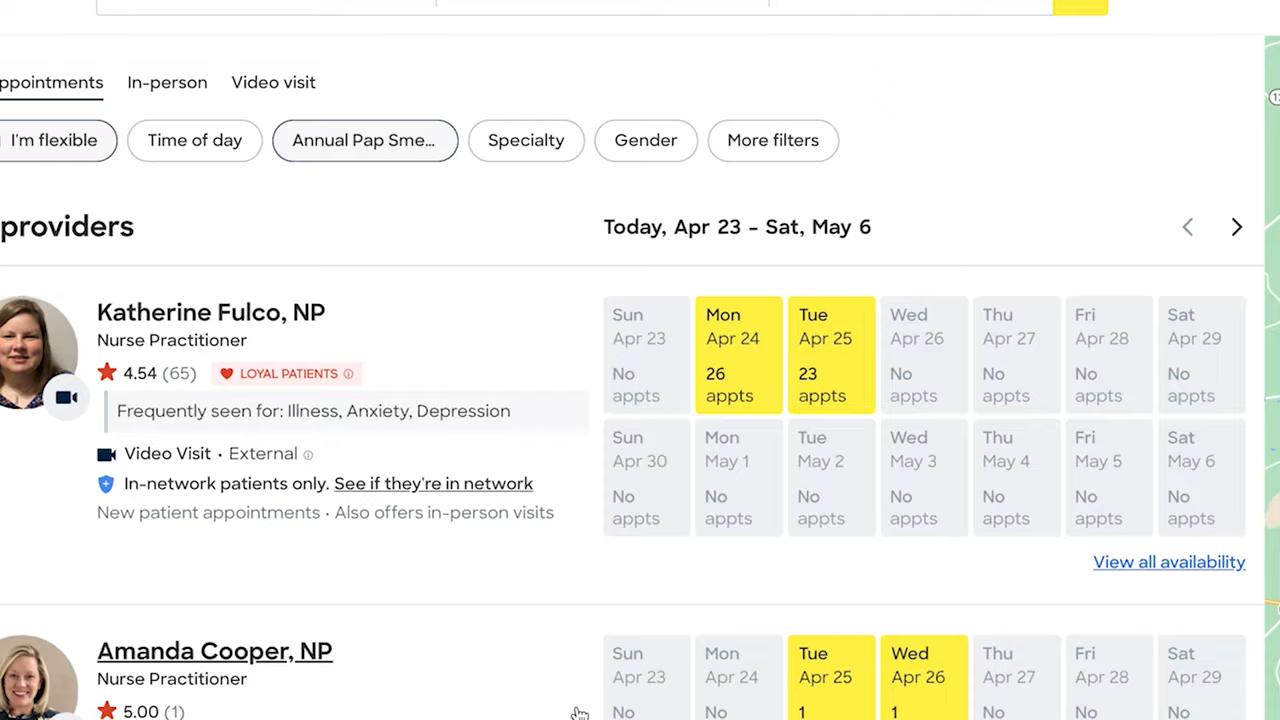 ppointments In-person Video visit
I'm flexible Time of day Annual Pap Sme... Specialty Gender More filters
providers
Today, Apr 23 – Sat, May 6
Katherine Fulco, NP
Nurse Practitioner
4.54 (65) LOYAL PATIENTS
Frequently seen for: Illness, Anxiety, Depression
Video Visit · External
In-network patients only. See if they're in network
New patient appointments · Also offers in-person visits
Sun Mon Tue Wed Thu Fri Sat
Apr 23 Apr 24 Apr 25 Apr 26 Apr 27 Apr 28 Apr 29
No 26 23 No No No No
appts appts appts appts appts appts appts
Sun Mon Tue Wed Thu Fri Sat
Apr 30 May 1 May 2 May 3 May 4 May 5 May 6
No No No No No No No
appts appts appts appts appts appts appts
View all availability
Amanda Cooper, NP
Nurse Practitioner
5.00 (1)
Sun Mon Tue Wed Thu Fri Sat
Apr 23 Apr 24 Apr 25 Apr 26 Apr 27 Apr 28 Apr 29
No No 1 1 No No No